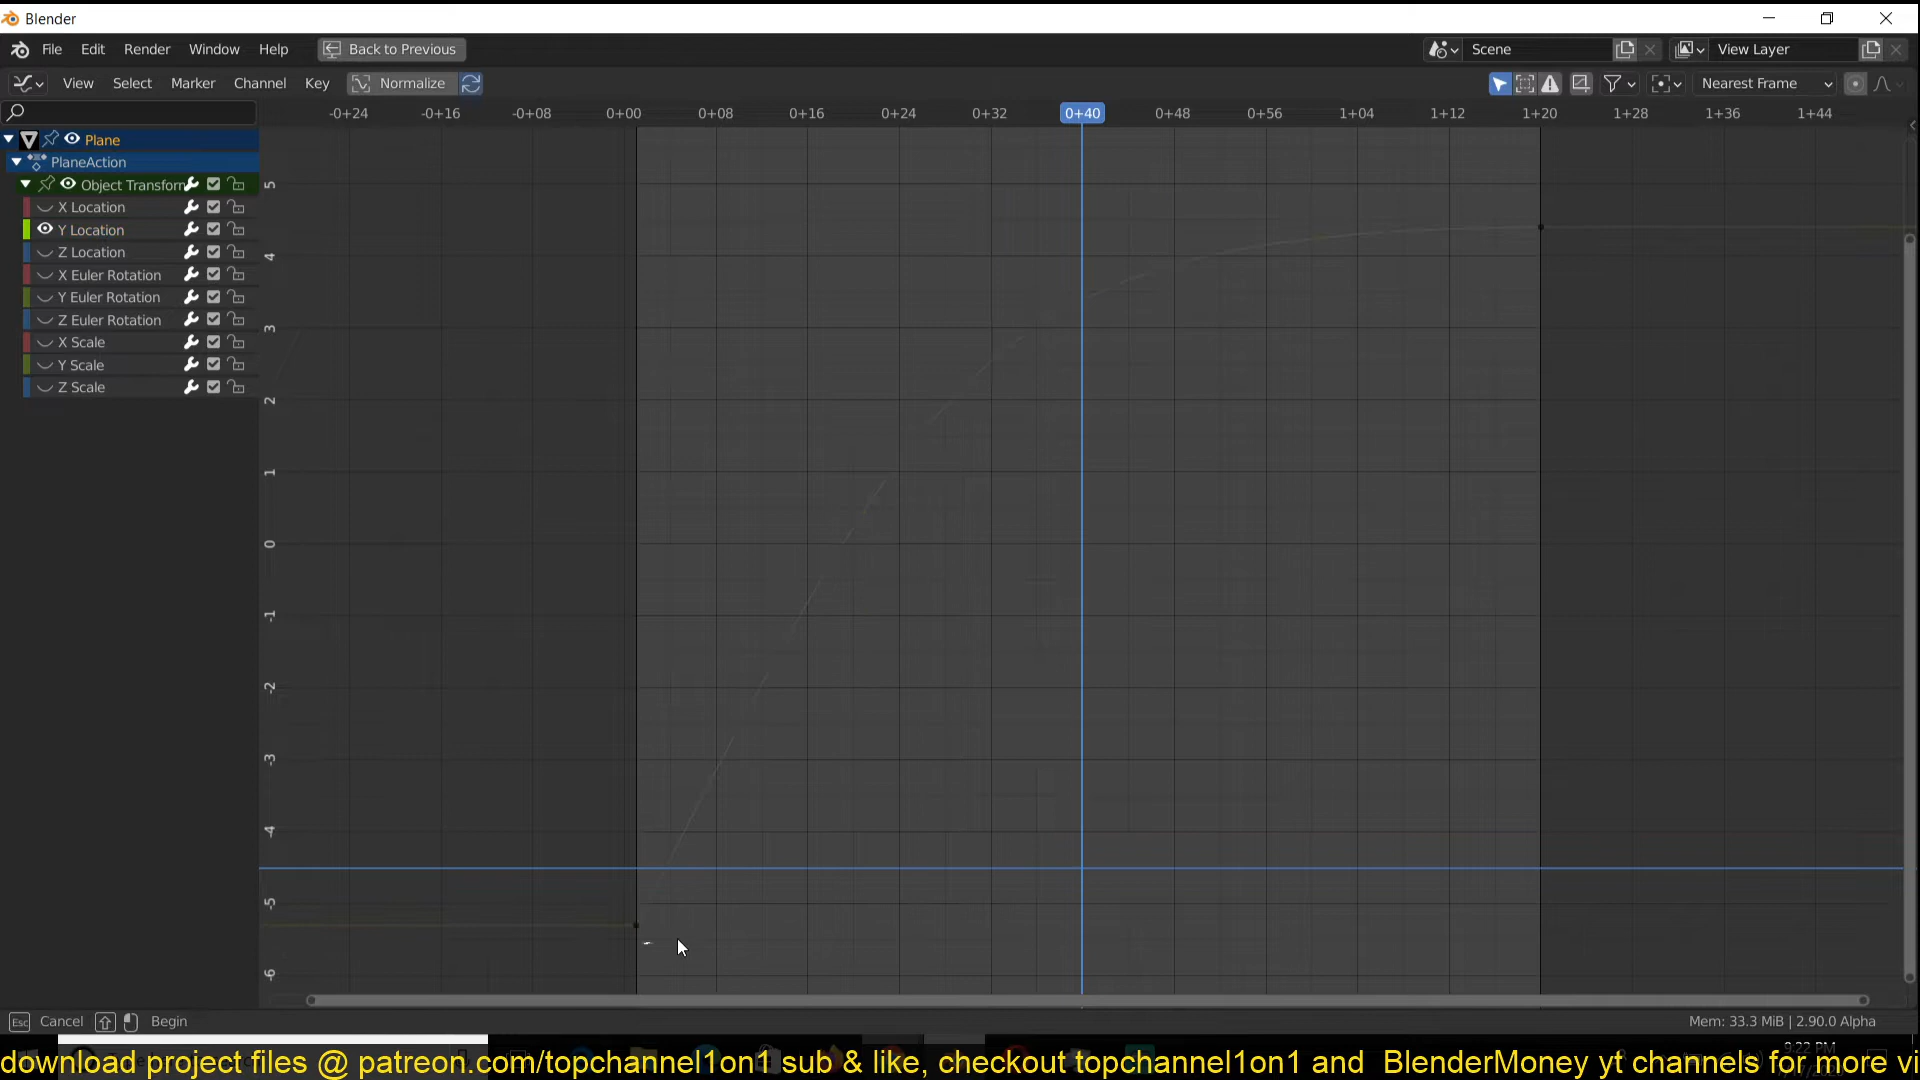 Blender
File Edit Render Window Help Back to Previous Scene View Layer
View Select Marker Channel Key Normalize Nearest Frame
-0+24 -0+16 -0+08 0+00 0+08 0+16 0+24 0+32 0+40 0+48 0+56 1+04 1+12 1+20 1+28 1+36 1+44
Plane
PlaneAction
Object Transform
X Location
Y Location
Z Location
X Euler Rotation
Y Euler Rotation
Z Euler Rotation
X Scale
Y Scale
Z Scale
5
4
3
2
1
0
-1
-2
-3
-4
-5
-6
Esc Cancel Begin Mem: 33.3 MiB | 2.90.0 Alpha
9:22 PM
download project files @ patreon.com/topchannel1on1 sub & like, checkout topchannel1on1 and BlenderMoney yt channels for more vi